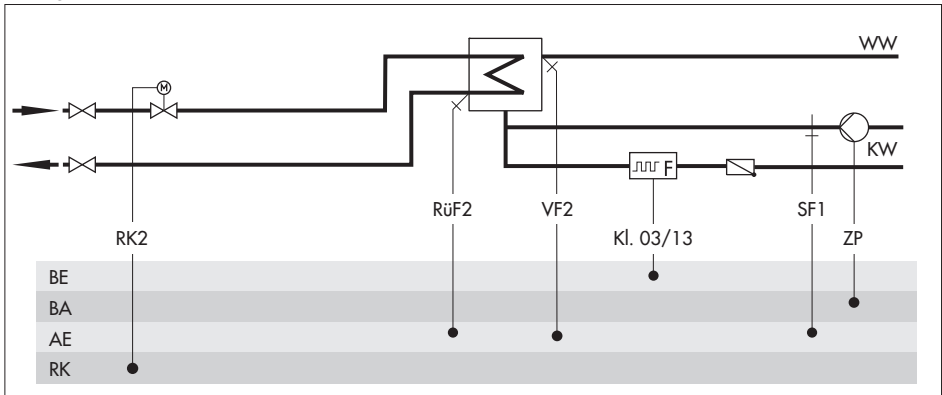 WW
M
KW
F
RüF2 VF2 SF1
RK2 Kl. 03/13 ZP
BE
BA
AE
RK